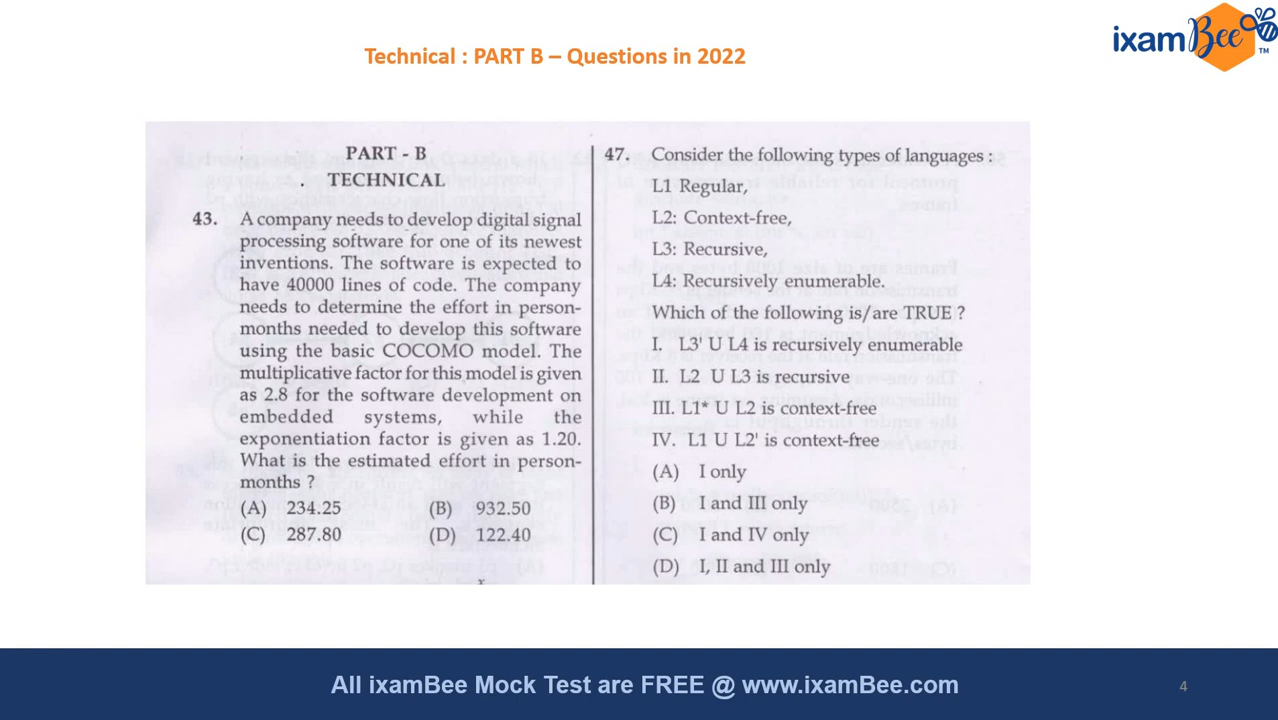 Technical : PART B – Questions in 2022
ixamBee
TM
PART - B
TECHNICAL
43. A company needs to develop digital signal
processing software for one of its newest
inventions. The software is expected to
have 40000 lines of code. The company
needs to determine the effort in person-
months needed to develop this software
using the basic COCOMO model. The
multiplicative factor for this model is given
as 2.8 for the software development on
embedded systems, while the
exponentiation factor is given as 1.20.
What is the estimated effort in person-
months ?
(A) 234.25 (B) 932.50
(C) 287.80 (D) 122.40
47. Consider the following types of languages :
L1 Regular,
L2: Context-free,
L3: Recursive,
L4: Recursively enumerable.
Which of the following is/are TRUE ?
I. L3' U L4 is recursively enumerable
II. L2 U L3 is recursive
III. L1* U L2 is context-free
IV. L1 U L2' is context-free
(A) I only
(B) I and III only
(C) I and IV only
(D) I, II and III only
All ixamBee Mock Test are FREE @ www.ixamBee.com
4